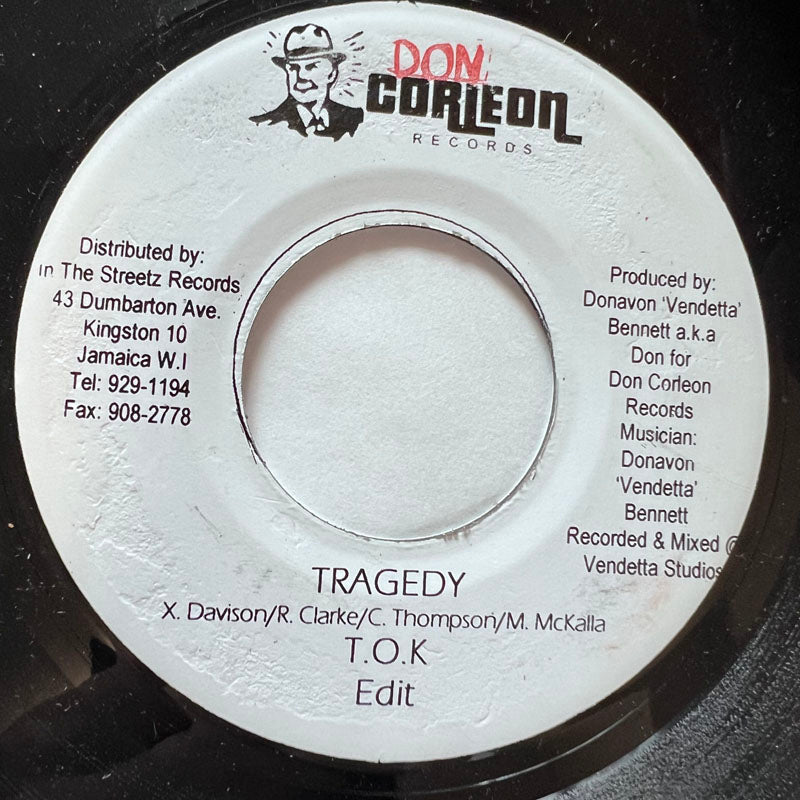 DON
CORLEON
RECORDS
Distributed by:
In The Streetz Records
43 Dumbarton Ave.
Kingston 10
Jamaica W.I
Tel: 929-1194
Fax: 908-2778
Produced by:
Donavon 'Vendetta'
Bennett a.k.a
Don for
Don Corleon
Records
Musician:
Donavon
'Vendetta'
Bennett
Recorded & Mixed @
Vendetta Studios
TRAGEDY
X. Davison/R. Clarke/C. Thompson/M. McKalla
T.O.K
Edit